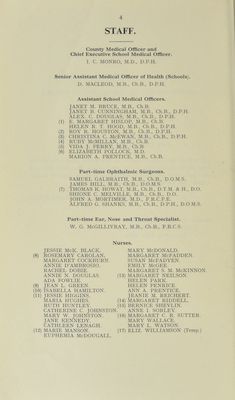 4
STAFF.
County Medical Officer and
Chief Executive School Medical Officer.
I. C. MONRO, M.D., D.P.H.
Senior Assistant Medical Officer of Health (Schools).
D. MACLEOD, M.B., Ch.B., D.P.H.
Assistant School Medical Officers.
JANET M. BRUCE, M.B., Ch.B.
JANET B. CUNNINGHAM, M.B., Ch.B., D.P.H.
ALEX. C. DOUGLAS, M.B., Ch.B., D.P.H.
(1) E. MARGARET HISLOP, M.B., Ch.B.
HELEN R. T. HOOD, M.B., Ch.B., D.P.H.
(2) ROY R. HOUSTON, M.B., Ch.B., D.P.H.
(3) CHRISTINA C. McEWAN, M.B., Ch.B., D.P.H.
(4) RUBY McMILLAN, M.B., Ch.B.
(5) VIDA J. PERRY, M.B., Ch.B.
(6) ELIZABETH POLLOCK, M.D.
MARION A. PRENTICE, M.B., Ch.B.
Part-time Ophthalmic Surgeons.
SAMUEL GALBRAITH, M.B., Ch.B., D.O.M.S.
JAMES HILL, M.B., Ch.B., D.O.M.S.
(7) THOMAS K. HOWAT, M.B., Ch.B., D.T.M. & H., D.O.
SHIONE C. MELVILLE, M.B., Ch.B., D.O.
JOHN A. MORTIMER, M.D., F.R.C.F.E.
ALFRED G. SHANKS, M.B., Ch.B., D.P.H., D.O.M.S.
Part-time Ear, Nose and Throat Specialist.
W. G. McGILLIVRAY, M.B., Ch.B., F.R.C.S.
Nurses.
JESSIE McK. BLACK.
(8) ROSEMARY CAROLAN.
MARGARET COCKBURN.
ANNIE D'AMBROSIO.
RACHEL DOBIE.
ANNIE N. DOUGLAS
ADA FORLIE.
(9) JEAN L. GREEN.
(10) ISABELLA HAMILTON.
(11) JESSIE HIGGINS.
MARIA HUGHES.
RUTH HUNTLEY.
CATHERINE C. JOHNSTON.
MARY W. JOHNSTON.
JANE KENNEDY.
CATHLEEN LENAGH.
(12) MARIE MANSON.
EUPHEMIA McDOUGALL.
MARY McDONALD.
MARGARET McFADDEN.
SUSAN McFADYEN.
EMILY McGEE.
MARGARET S. M. McKINNON.
(13) MARGARET NEILSON.
HELEN PARK.
HELEN PENRICE.
ANN A. PRENTICE.
JEANIE M. REICHERT.
(14) MARGARET RIDDELL.
(15) BERNICE SHEVLIN.
ANNE J. SORLEY.
(16) MARGARET C. R. SUTTER.
MARY WALLACE.
MARY L. WATSON.
(17) ELIZ. WILLIAMSON (Temp.)